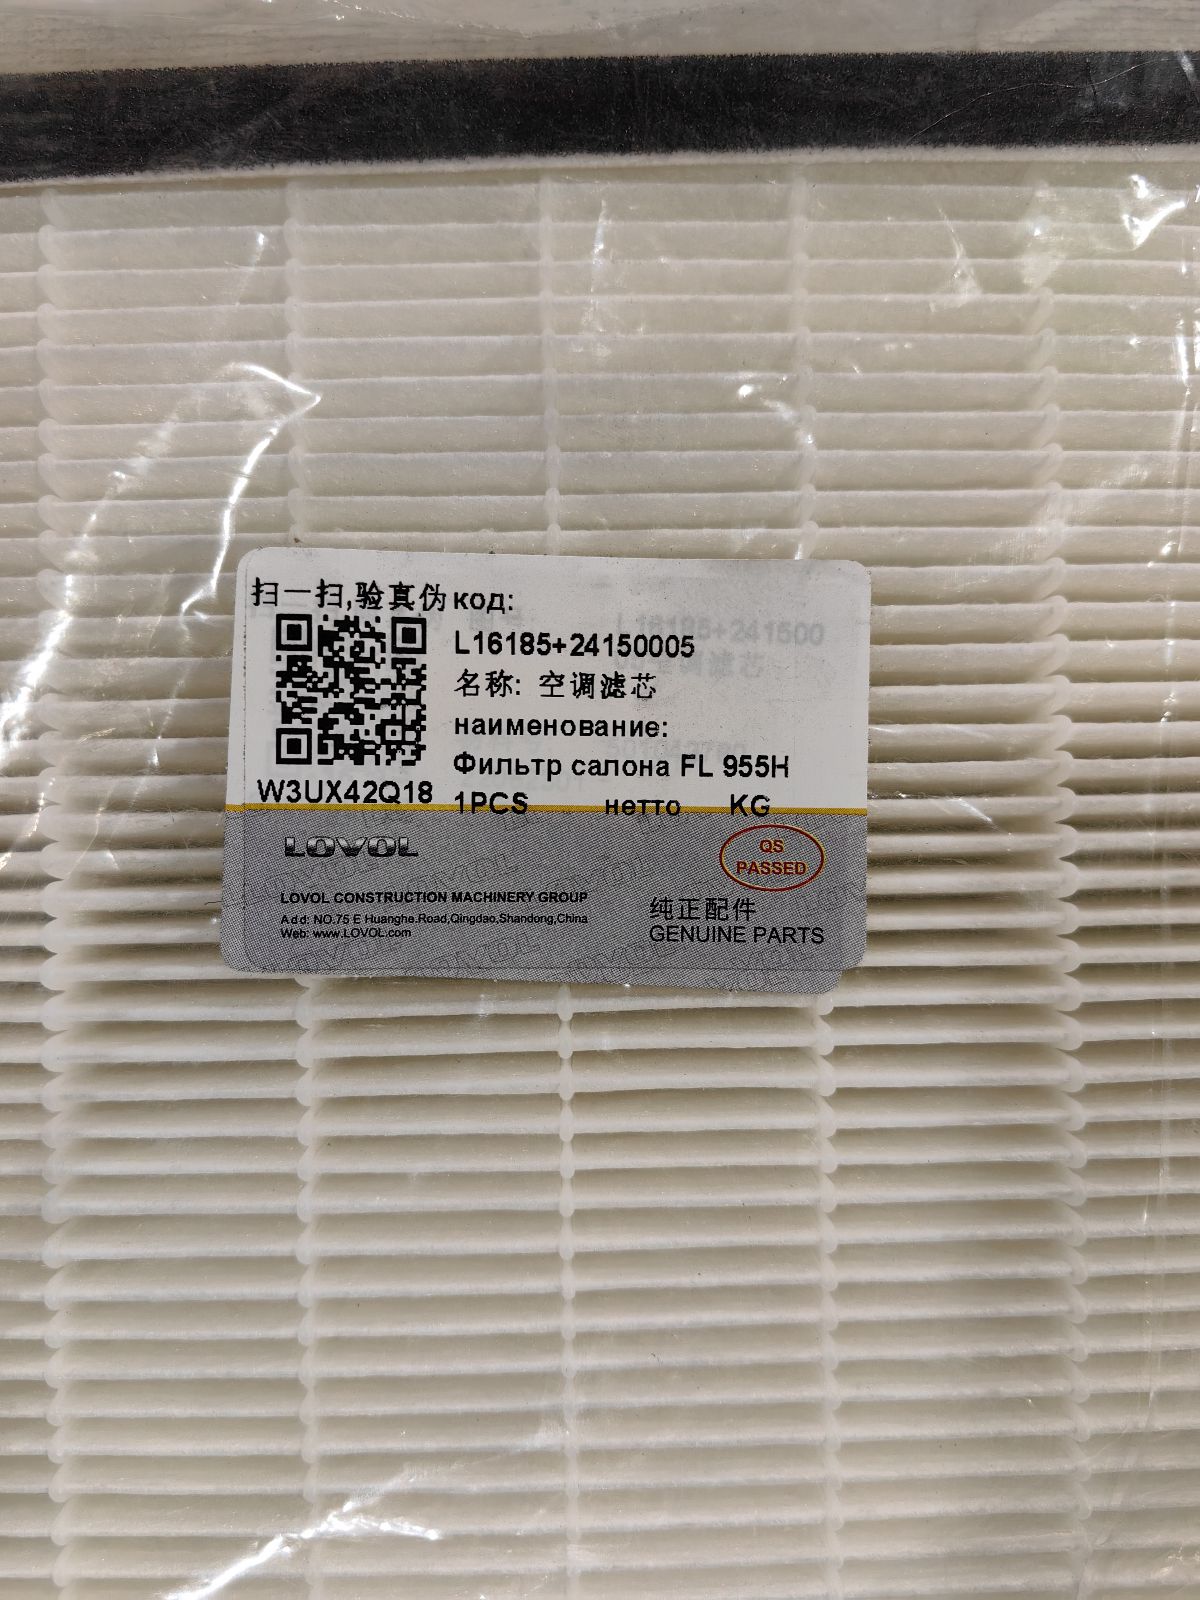 扫一扫,验真伪
код:
L16185+24150005
名称: 空调滤芯
наименование:
Фильтр салона FL 955H
W3UX42Q18
1PCS нетто KG
LOVOL
QS
PASSED
LOVOL CONSTRUCTION MACHINERY GROUP
Add: NO.75 E Huanghe.Road,Qingdao,Shandong,China
Web: www.LOVOL.com
纯正配件
GENUINE PARTS